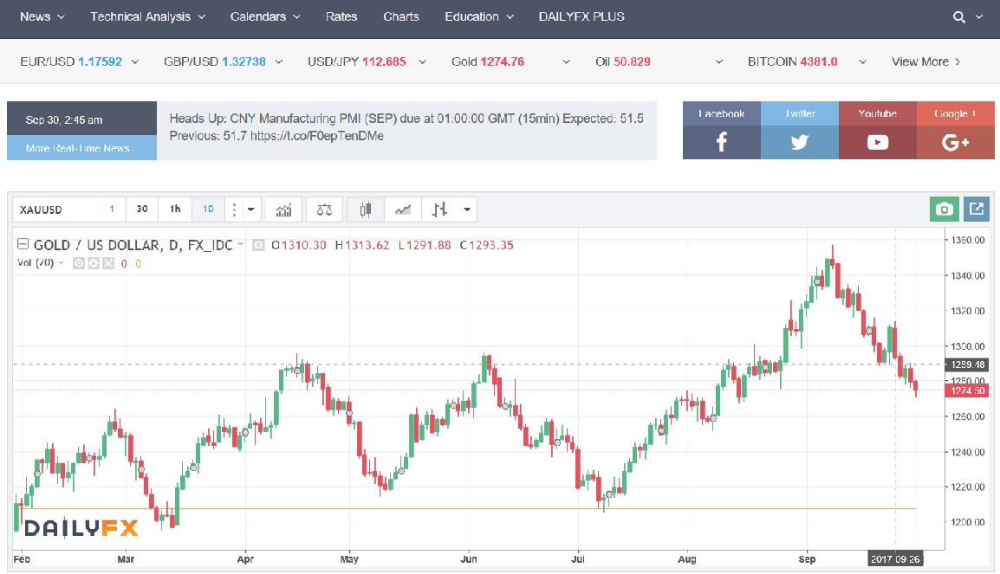 News Technical Analysis Calendars Rates Charts Education DAILYFX PLUS
EUR/USD 1.17592 GBP/USD 1.32738 USD/JPY 112.685 Gold 1274.76 Oil 50.829 BITCOIN 4381.0 View More
Sep 30, 2:45 am
More Real-Time News
Heads Up: CNY Manufacturing PMI (SEP) due at 01:00:00 GMT (15min) Expected: 51.5
Previous: 51.7 https://t.co/F0epTenDMe
Facebook Twitter Youtube Google +
f G+
XAUUSD 1 30 1h 1D
GOLD / US DOLLAR, D, FX_IDC O1310.30 H1313.62 L1291.88 C1293.35
Vol (20) 0 0
1360.00
1340.00
1320.00
1300.00
1289.48
1280.00
1274.50
1260.00
1240.00
1220.00
1200.00
DAILYFX
Feb Mar Apr May Jun Jul Aug Sep 2017-09-26